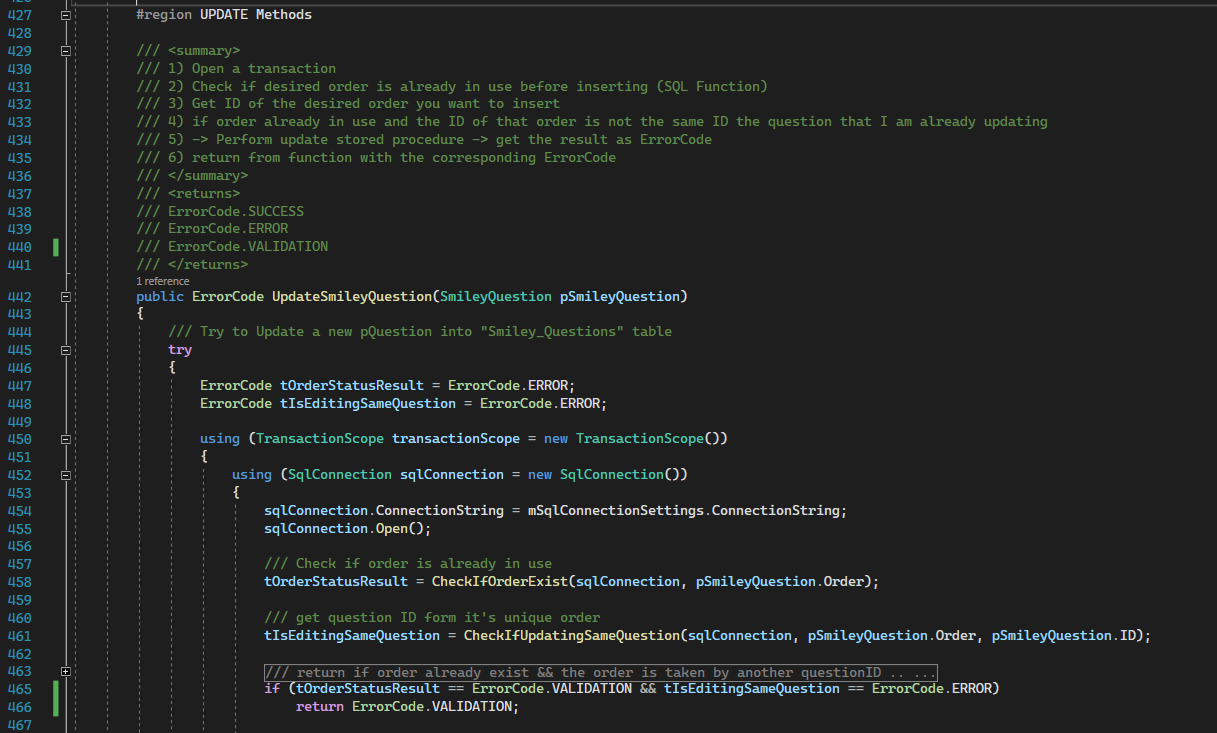 427 #region UPDATE Methods
428
429 /// <summary>
430 /// 1) Open a transaction
431 /// 2) Check if desired order is already in use before inserting (SQL Function)
432 /// 3) Get ID of the desired order you want to insert
433 /// 4) if order already in use and the ID of that order is not the same ID the question that I am already updating
434 /// 5) -> Perform update stored procedure -> get the result as ErrorCode
435 /// 6) return from function with the corresponding ErrorCode
436 /// </summary>
437 /// <returns>
438 /// ErrorCode.SUCCESS
439 /// ErrorCode.ERROR
440 /// ErrorCode.VALIDATION
441 /// </returns>
1 reference
442 public ErrorCode UpdateSmileyQuestion(SmileyQuestion pSmileyQuestion)
443 {
444 /// Try to Update a new pQuestion into "Smiley_Questions" table
445 try
446 {
447 ErrorCode tOrderStatusResult = ErrorCode.ERROR;
448 ErrorCode tIsEditingSameQuestion = ErrorCode.ERROR;
449
450 using (TransactionScope transactionScope = new TransactionScope())
451 {
452 using (SqlConnection sqlConnection = new SqlConnection())
453 {
454 sqlConnection.ConnectionString = mSqlConnectionSettings.ConnectionString;
455 sqlConnection.Open();
456
457 /// Check if order is already in use
458 tOrderStatusResult = CheckIfOrderExist(sqlConnection, pSmileyQuestion.Order);
459
460 /// get question ID form it's unique order
461 tIsEditingSameQuestion = CheckIfUpdatingSameQuestion(sqlConnection, pSmileyQuestion.Order, pSmileyQuestion.ID);
462
463 /// return if order already exist && the order is taken by another questionID .. ...
465 if (tOrderStatusResult == ErrorCode.VALIDATION && tIsEditingSameQuestion == ErrorCode.ERROR)
466 return ErrorCode.VALIDATION;
467